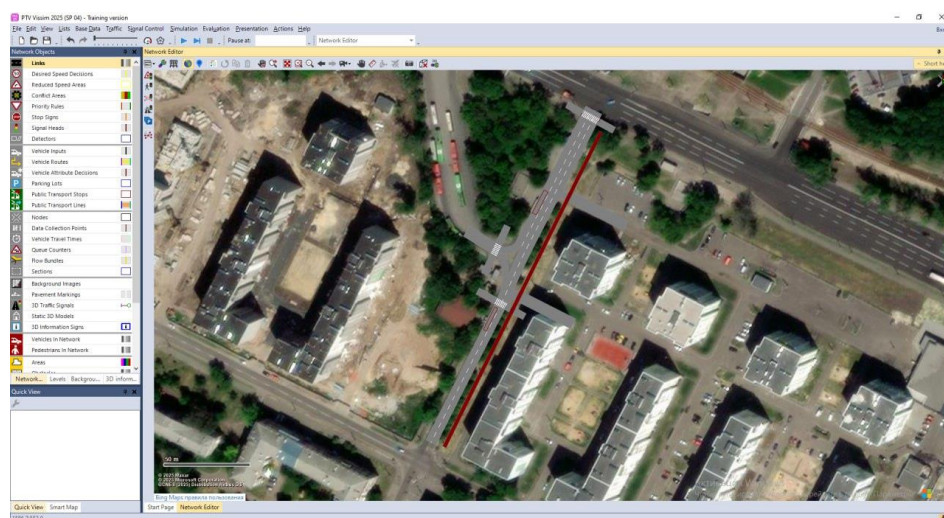 PTV Vissim 2025 (SP 04) - Training version
File Edit View Lists Base Data Traffic Signal Control Simulation Evaluation Presentation Actions Help
Pause at: Network Editor
Network Objects
Links
Desired Speed Decisions
Reduced Speed Areas
Conflict Areas
Priority Rules
Stop Signs
Signal Heads
Detectors
Vehicle Inputs
Vehicle Routes
Vehicle Attribute Decisions
Parking Lots
Public Transport Stops
Public Transport Lines
Nodes
Data Collection Points
Vehicle Travel Times
Queue Counters
Flow Bundles
Sections
Background Images
Pavement Markings
3D Traffic Signals
Static 3D Models
3D Information Signs
Vehicles In Network
Pedestrians In Network
Areas
Network... Levels Backgrou... 3D inform...
Quick View
Quick View Smart Map
Network Editor
Short he
50 m
© 2025 Microsoft Corporation
Bing Maps правила пользования
Start Page Network Editor